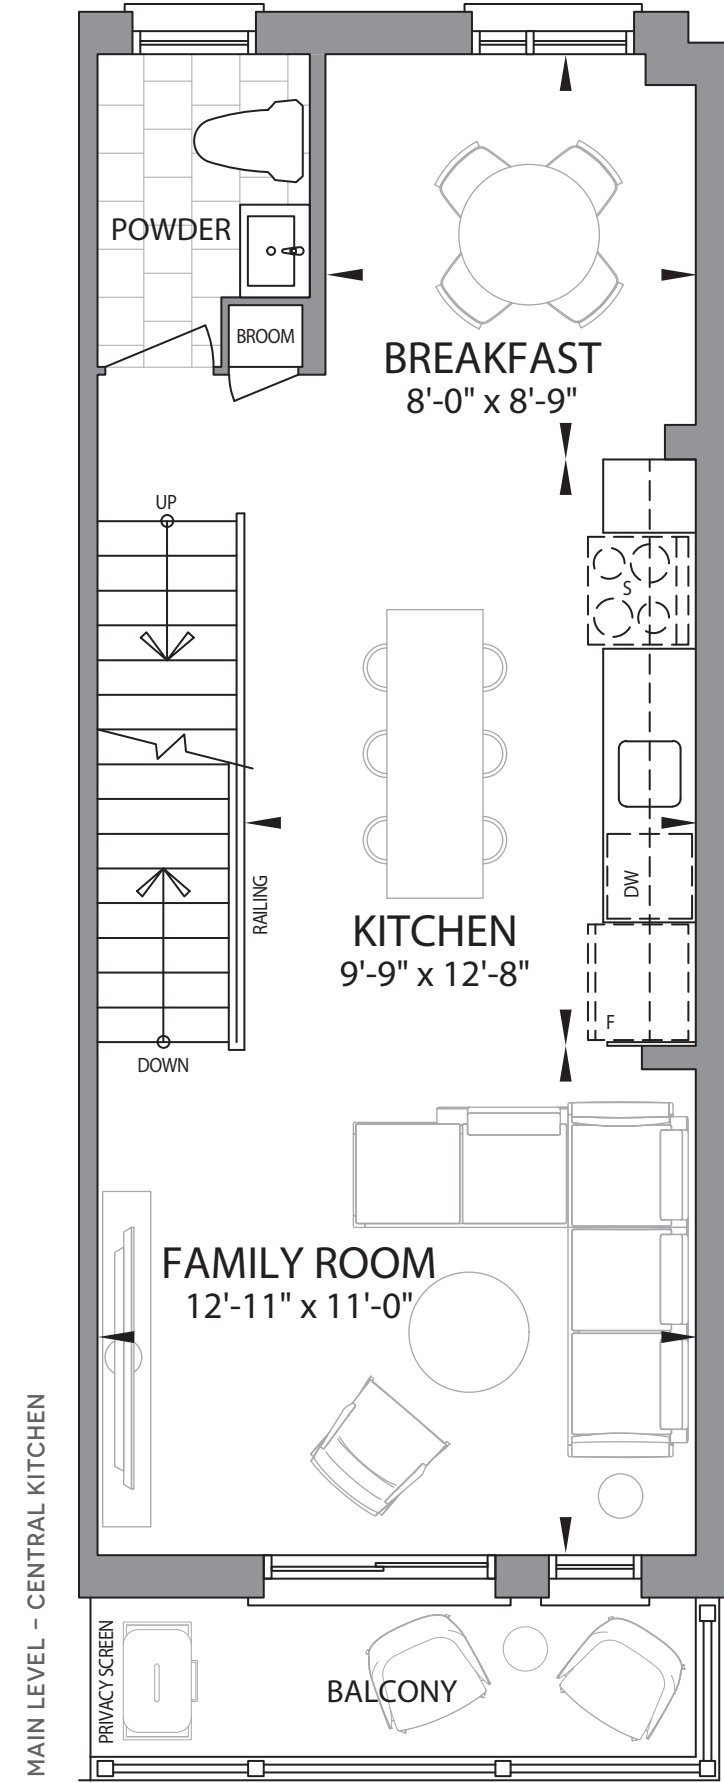 POWDER
BROOM
BREAKFAST
8'-0" x 8'-9"
UP
S
DW
RAILING
KITCHEN
9'-9" x 12'-8"
F
DOWN
FAMILY ROOM
12'-11" x 11'-0"
MAIN LEVEL – CENTRAL KITCHEN
PRIVACY SCREEN
BALCONY